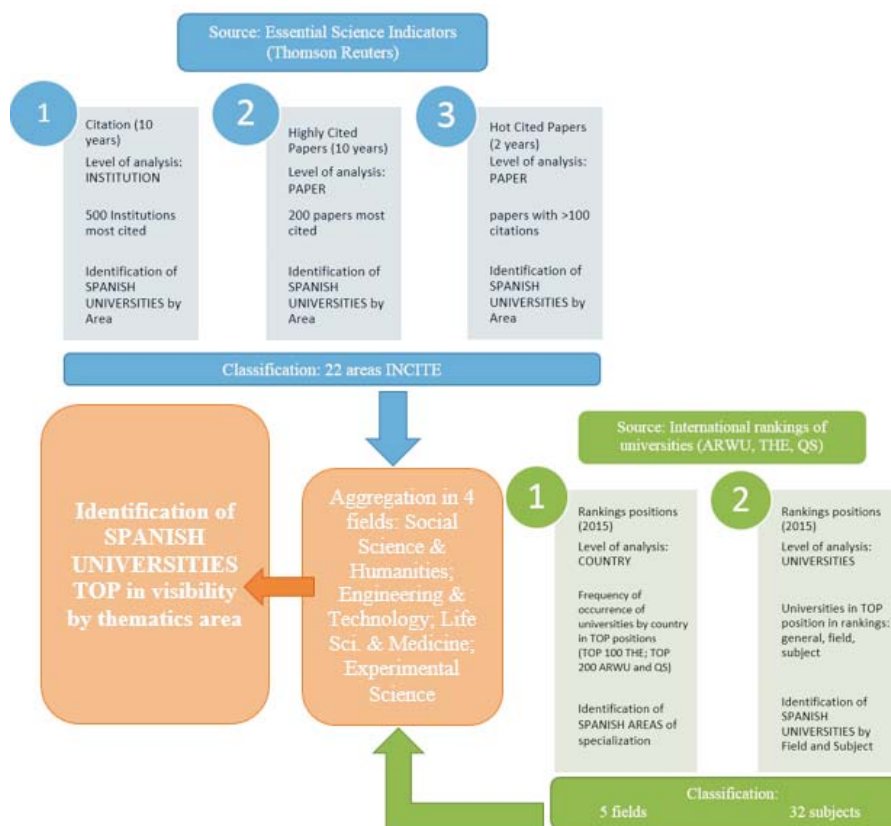 Source: Essential Science Indicators
(Thomson Reuters)
1
Citation (10
years)
Level of analysis:
INSTITUTION
500 Institutions
most cited
Identification of
SPANISH
UNIVERSITIES by
Area
2
Highly Cited
Papers (10 years)
Level of analysis:
PAPER
200 papers most
cited
Identification of
SPANISH
UNIVERSITIES by
Area
3
Hot Cited Papers
(2 years)
Level of analysis:
PAPER
papers with >100
citations
Identification of
SPANISH
UNIVERSITIES by
Area
Classification: 22 areas INCITE
Identification of
SPANISH
UNIVERSITIES
TOP in visibility
by thematics area
Aggregation in 4
fields: Social
Science &
Humanities;
Engineering &
Technology; Life
Sci. & Medicine;
Experimental
Science
Source: International rankings of
universities (ARWU, THE, QS)
1
Rankings positions
(2015)
Level of analysis:
COUNTRY
Frequency of
occurrence of
universities by country
in TOP positions
(TOP 100 THE; TOP
200 ARWU and QS)
Identification of
SPANISH AREAS of
specialization
2
Rankings positions
(2015)
Level of analysis:
UNIVERSITIES
Universities in TOP
position in rankings:
general, field,
subject
Identification of
SPANISH
UNIVERSITIES by
Field and Subject
Classification:
5 fields 32 subjects